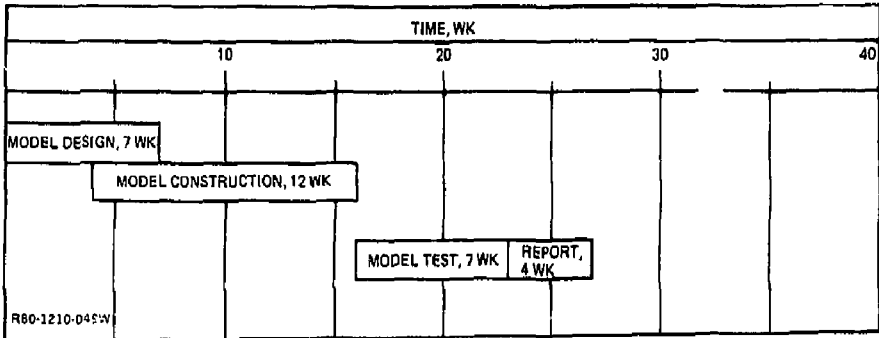 TIME, WK
10 20 30 40
MODEL DESIGN, 7 WK
MODEL CONSTRUCTION, 12 WK
MODEL TEST, 7 WK
REPORT,
4 WK